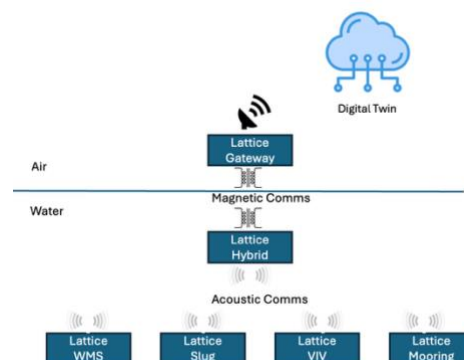 Digital Twin
Lattice
Gateway
Air
Magnetic Comms
Water
Lattice
Hybrid
Acoustic Comms
Lattice
WMS
Lattice
Slug
Lattice
VIV
Lattice
Mooring